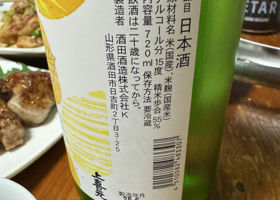 品目 日本酒
原材料名 米(国産米)、米麹(国産米)
アルコール分 15度 精米歩合 55%
内容量 720ml 保存方法 要冷蔵
飲酒は二十歳になってから。
製造者 酒田酒造株式会社 K
山形県酒田市日吉町2丁目3-25
上喜元
製造年月